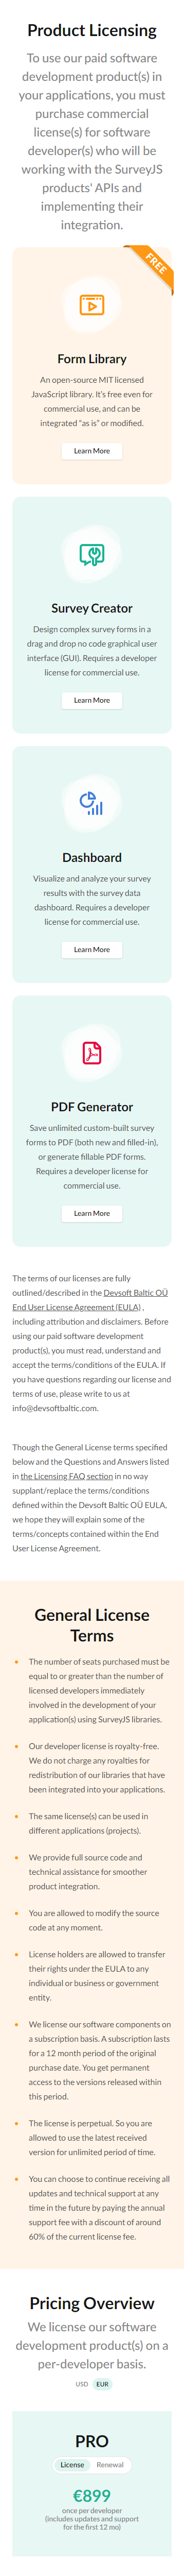 Product Licensing
To use our paid software
development product(s) in
your applications, you must
purchase commercial
license(s) for software
developer(s) who will be
working with the SurveyJS
products' APIs and
implementing their
integration.
FREE
Form Library
An open-source MIT licensed
JavaScript library. It's free even for
commercial use, and can be
integrated "as is" or modified.
Learn More
Survey Creator
Design complex survey forms in a
drag and drop no code graphical user
interface (GUI). Requires a developer
license for commercial use.
Learn More
Dashboard
Visualize and analyze your survey
results with the survey data
dashboard. Requires a developer
license for commercial use.
Learn More
PDF Generator
Save unlimited custom-built survey
forms to PDF (both new and filled-in),
or generate fillable PDF forms.
Requires a developer license for
commercial use.
Learn More
The terms of our licenses are fully
outlined/described in the Devsoft Baltic OÜ
End User License Agreement (EULA) ,
including attribution and disclaimers. Before
using our paid software development
product(s), you must read, understand and
accept the terms/conditions of the EULA. If
you have questions regarding our license and
terms of use, please write to us at
info@devsoftbaltic.com.
Though the General License terms specified
below and the Questions and Answers listed
in the Licensing FAQ section in no way
supplant/replace the terms/conditions
defined within the Devsoft Baltic OÜ EULA,
we hope they will explain some of the
terms/concepts contained within the End
User License Agreement.
General License
Terms
• The number of seats purchased must be
equal to or greater than the number of
licensed developers immediately
involved in the development of your
application(s) using SurveyJS libraries.
• Our developer license is royalty-free.
We do not charge any royalties for
redistribution of our libraries that have
been integrated into your applications.
• The same license(s) can be used in
different applications (projects).
• We provide full source code and
technical assistance for smoother
product integration.
• You are allowed to modify the source
code at any moment.
• License holders are allowed to transfer
their rights under the EULA to any
individual or business or government
entity.
• We license our software components on
a subscription basis. A subscription lasts
for a 12 month period of the original
purchase date. You get permanent
access to the versions released within
this period.
• The license is perpetual. So you are
allowed to use the latest received
version for unlimited period of time.
• You can choose to continue receiving all
updates and technical support at any
time in the future by paying the annual
support fee with a discount of around
60% of the current license fee.
Pricing Overview
We license our software
development product(s) on a
per-developer basis.
USD EUR
PRO
License Renewal
€899
once per developer
(includes updates and support
for the first 12 mo)